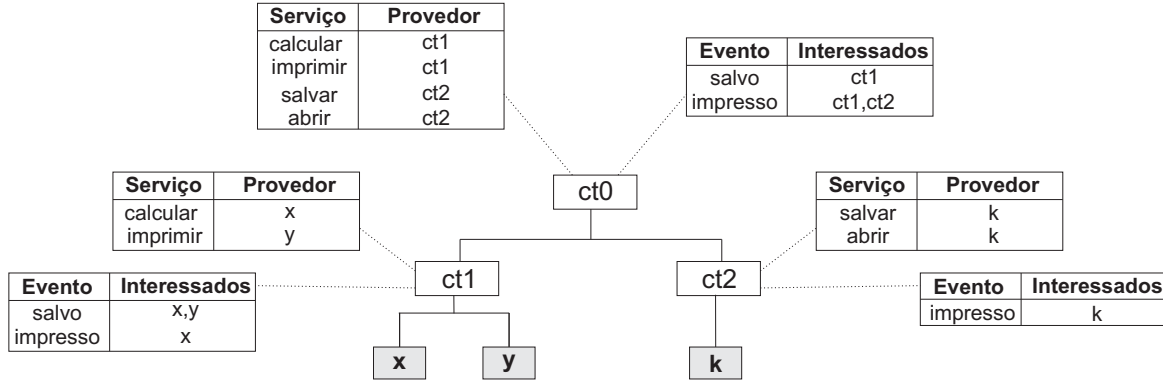 Serviço Provedor
calcular ct1
imprimir ct1
salvar ct2
abrir ct2
Evento Interessados
salvo ct1
impresso ct1,ct2
ct0
Serviço Provedor
calcular x
imprimir y
Serviço Provedor
salvar k
abrir k
ct1
ct2
Evento Interessados
salvo x,y
impresso x
Evento Interessados
impresso k
x
y
k